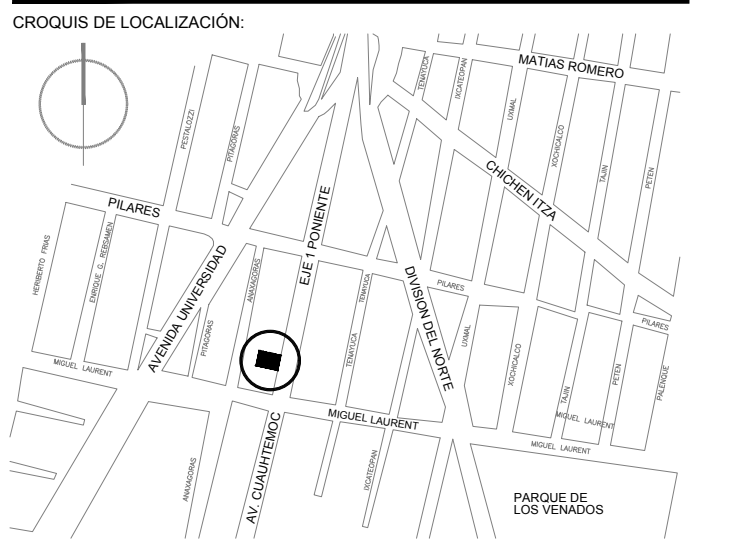 CROQUIS DE LOCALIZACIÓN:
MATIAS ROMERO
TENAYUCA
IXCATEOPAN
UXMAL
XOCHICALCO
TAJIN
PETEN
PESTALOZZI
PITAGORAS
CHICHEN ITZA
PILARES
EJE 1 PONIENTE
HERIBERTO FRIAS
ENRIQUE G. REBSAMEN
AVENIDA UNIVERSIDAD
ANAXAGORAS
TENAYUCA
DIVISION DEL NORTE
PILARES
PILARES
PITAGORAS
TENAYUCA
UXMAL
XOCHICALCO
TAJIN
PETEN
PALENQUE
MIGUEL LAURENT
MIGUEL LAURENT
MIGUEL LAURENT
MIGUEL LAURENT
ANAXAGORAS
AV. CUAUHTEMOC
IXCATEOPAN
PARQUE DE
LOS VENADOS